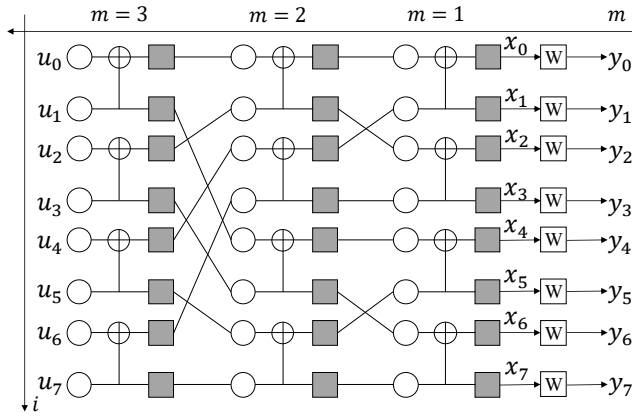 m = 3 m = 2 m = 1 m
u₀ x₀ W y₀
u₁ x₁ W y₁
u₂ x₂ W y₂
u₃ x₃ W y₃
u₄ x₄ W y₄
u₅ x₅ W y₅
u₆ x₆ W y₆
u₇ x₇ W y₇
i